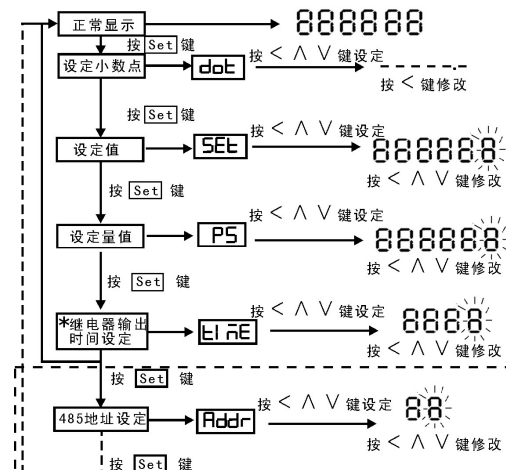 正常显示 888888
按 Set 键
设定小数点 dot 按 < ∧ ∨ 键设定 -----.-
按 < 键修改
按 Set 键
设定值 SEt 按 < ∧ ∨ 键设定 888888
按 < ∧ ∨ 键修改
按 Set 键
设定量值 PS 按 < ∧ ∨ 键设定 888888
按 < ∧ ∨ 键修改
按 Set 键
*继电器输出
时间设定 tInE 按 < ∧ ∨ 键设定 8888
按 < ∧ ∨ 键修改
按 Set 键
485地址设定 Addr 按 < ∧ ∨ 键设定 88
按 < ∧ ∨ 键修改
按 Set 键